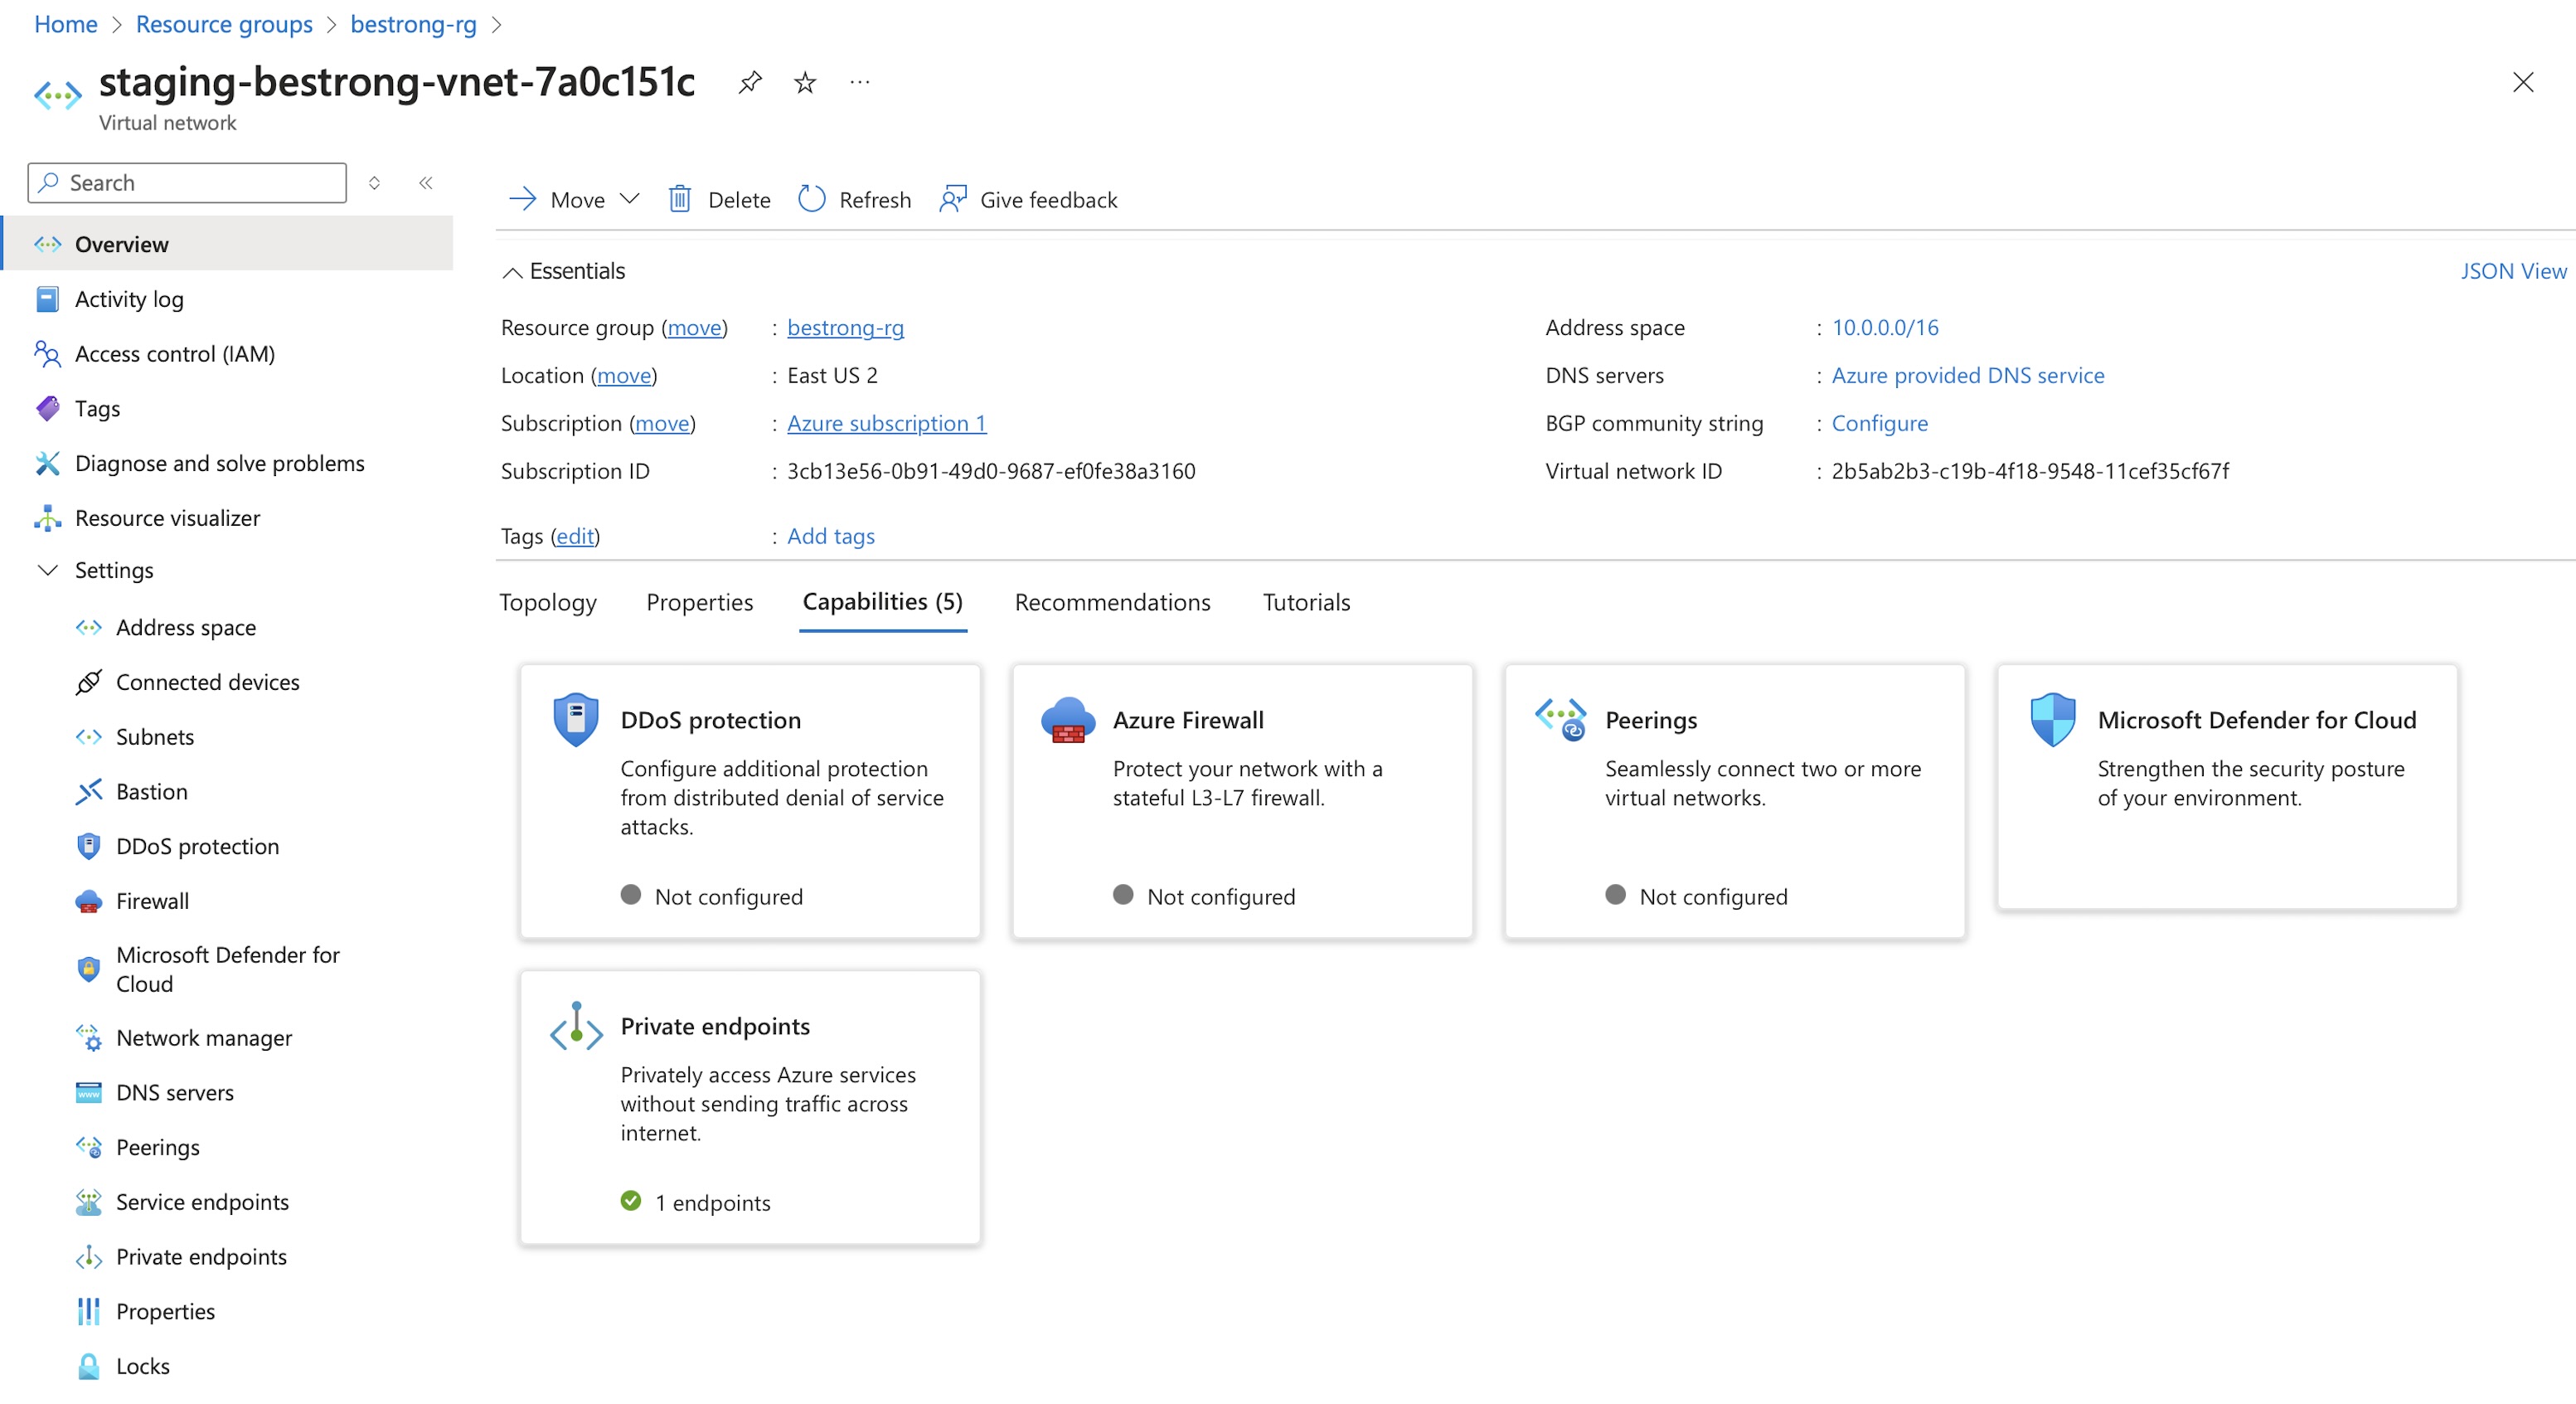 Home > Resource groups > bestrong-rg >
staging-bestrong-vnet-7a0c151c
Virtual network
Search
Overview
Activity log
Access control (IAM)
Tags
Diagnose and solve problems
Resource visualizer
Settings
Address space
Connected devices
Subnets
Bastion
DDoS protection
Firewall
Microsoft Defender for
Cloud
Network manager
DNS servers
Peerings
Service endpoints
Private endpoints
Properties
Locks
Move Delete Refresh Give feedback
Essentials JSON View
Resource group (move) : bestrong-rg
Location (move) : East US 2
Subscription (move) : Azure subscription 1
Subscription ID : 3cb13e56-0b91-49d0-9687-ef0fe38a3160
Address space : 10.0.0.0/16
DNS servers : Azure provided DNS service
BGP community string : Configure
Virtual network ID : 2b5ab2b3-c19b-4f18-9548-11cef35cf67f
Tags (edit) : Add tags
Topology Properties Capabilities (5) Recommendations Tutorials
DDoS protection
Configure additional protection
from distributed denial of service
attacks.
Not configured
Azure Firewall
Protect your network with a
stateful L3-L7 firewall.
Not configured
Peerings
Seamlessly connect two or more
virtual networks.
Not configured
Microsoft Defender for Cloud
Strengthen the security posture
of your environment.
Private endpoints
Privately access Azure services
without sending traffic across
internet.
1 endpoints